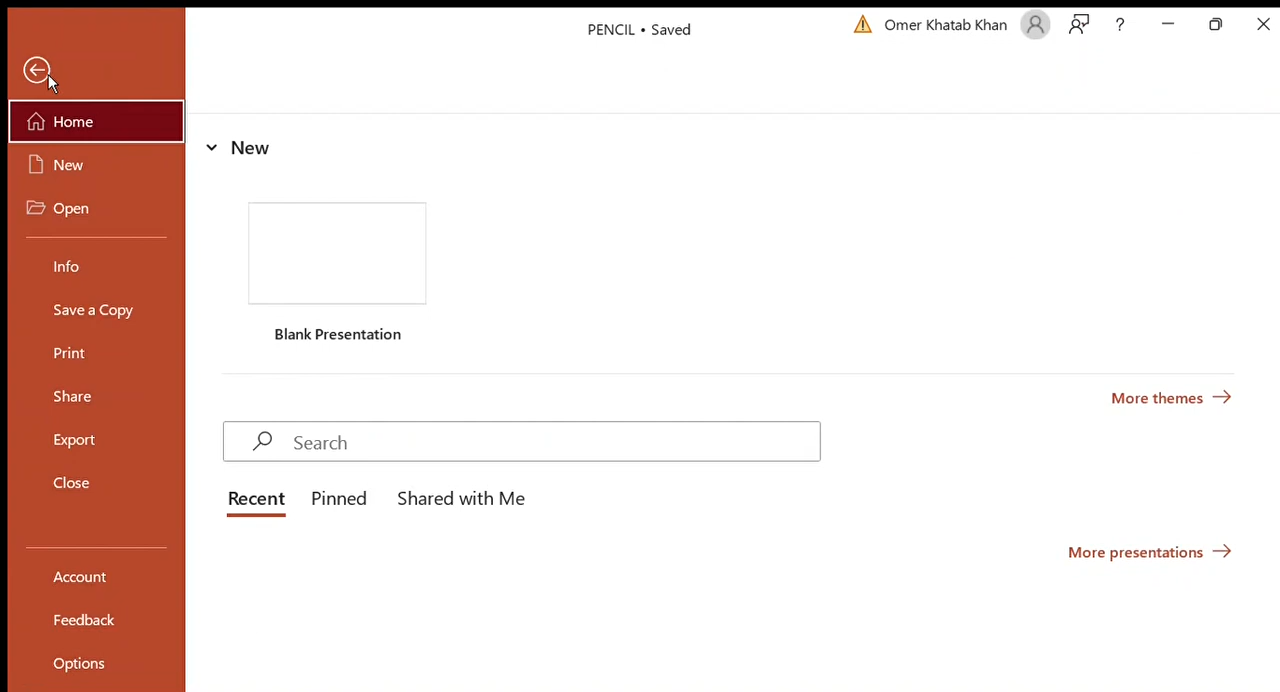 PENCIL • Saved
Omer Khatab Khan
?
Home
New
Open
Info
Save a Copy
Print
Share
Export
Close
Account
Feedback
Options
New
Blank Presentation
More themes
Search
Recent Pinned Shared with Me
More presentations